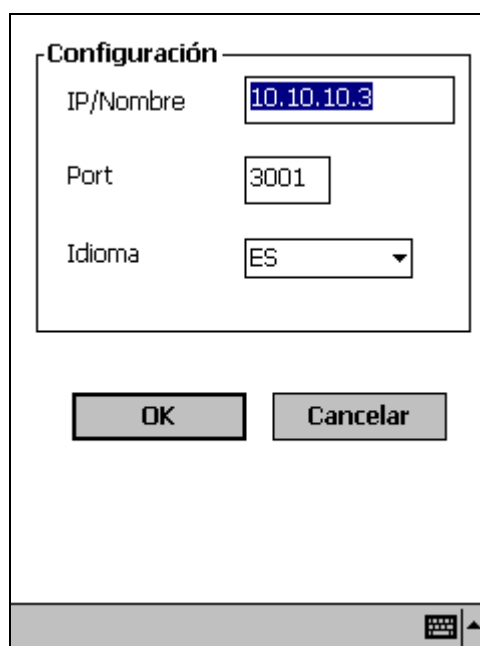 Configuración
IP/Nombre 10.10.10.3
Port 3001
Idioma ES
OK Cancelar